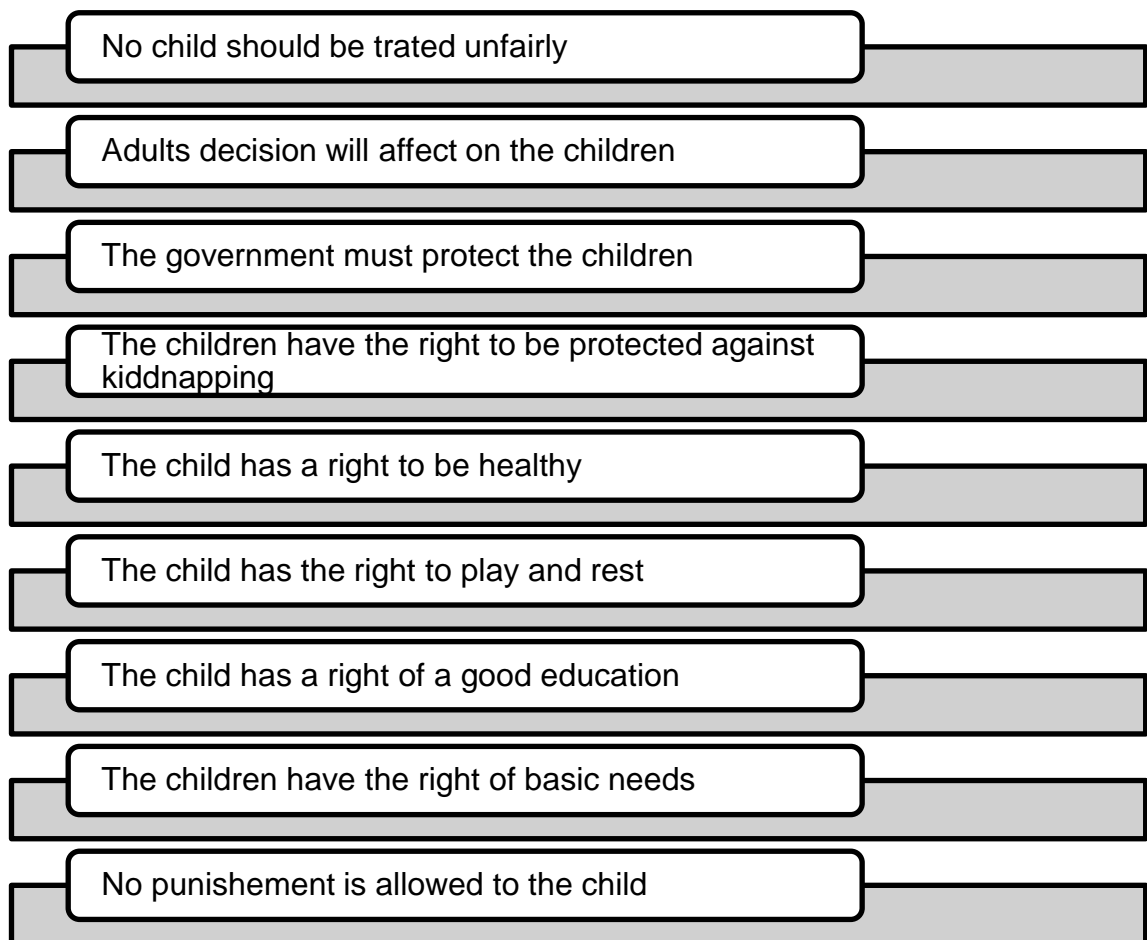 No child should be trated unfairly
Adults decision will affect on the children
The government must protect the children
The children have the right to be protected against
kiddnapping
The child has a right to be healthy
The child has the right to play and rest
The child has a right of a good education
The children have the right of basic needs
No punishement is allowed to the child